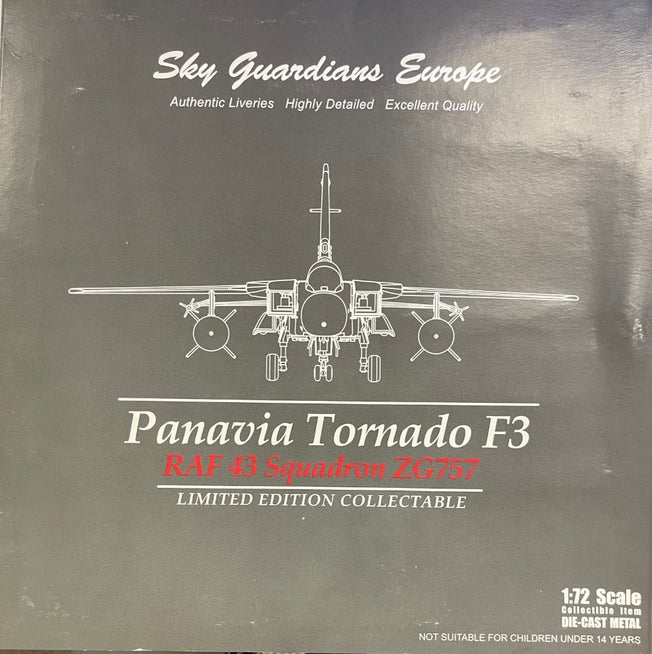 Sky Guardians Europe
Authentic Liveries Highly Detailed Excellent Quality
Panavia Tornado F3
RAF 43 Squadron ZG757
LIMITED EDITION COLLECTABLE
1:72 Scale
Collectible Item
DIE-CAST METAL
NOT SUITABLE FOR CHILDREN UNDER 14 YEARS